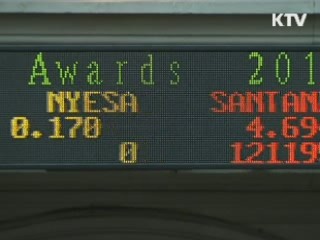 KTV
Awards 201
NYESA SANTAN
0.170 4.69
0 12119